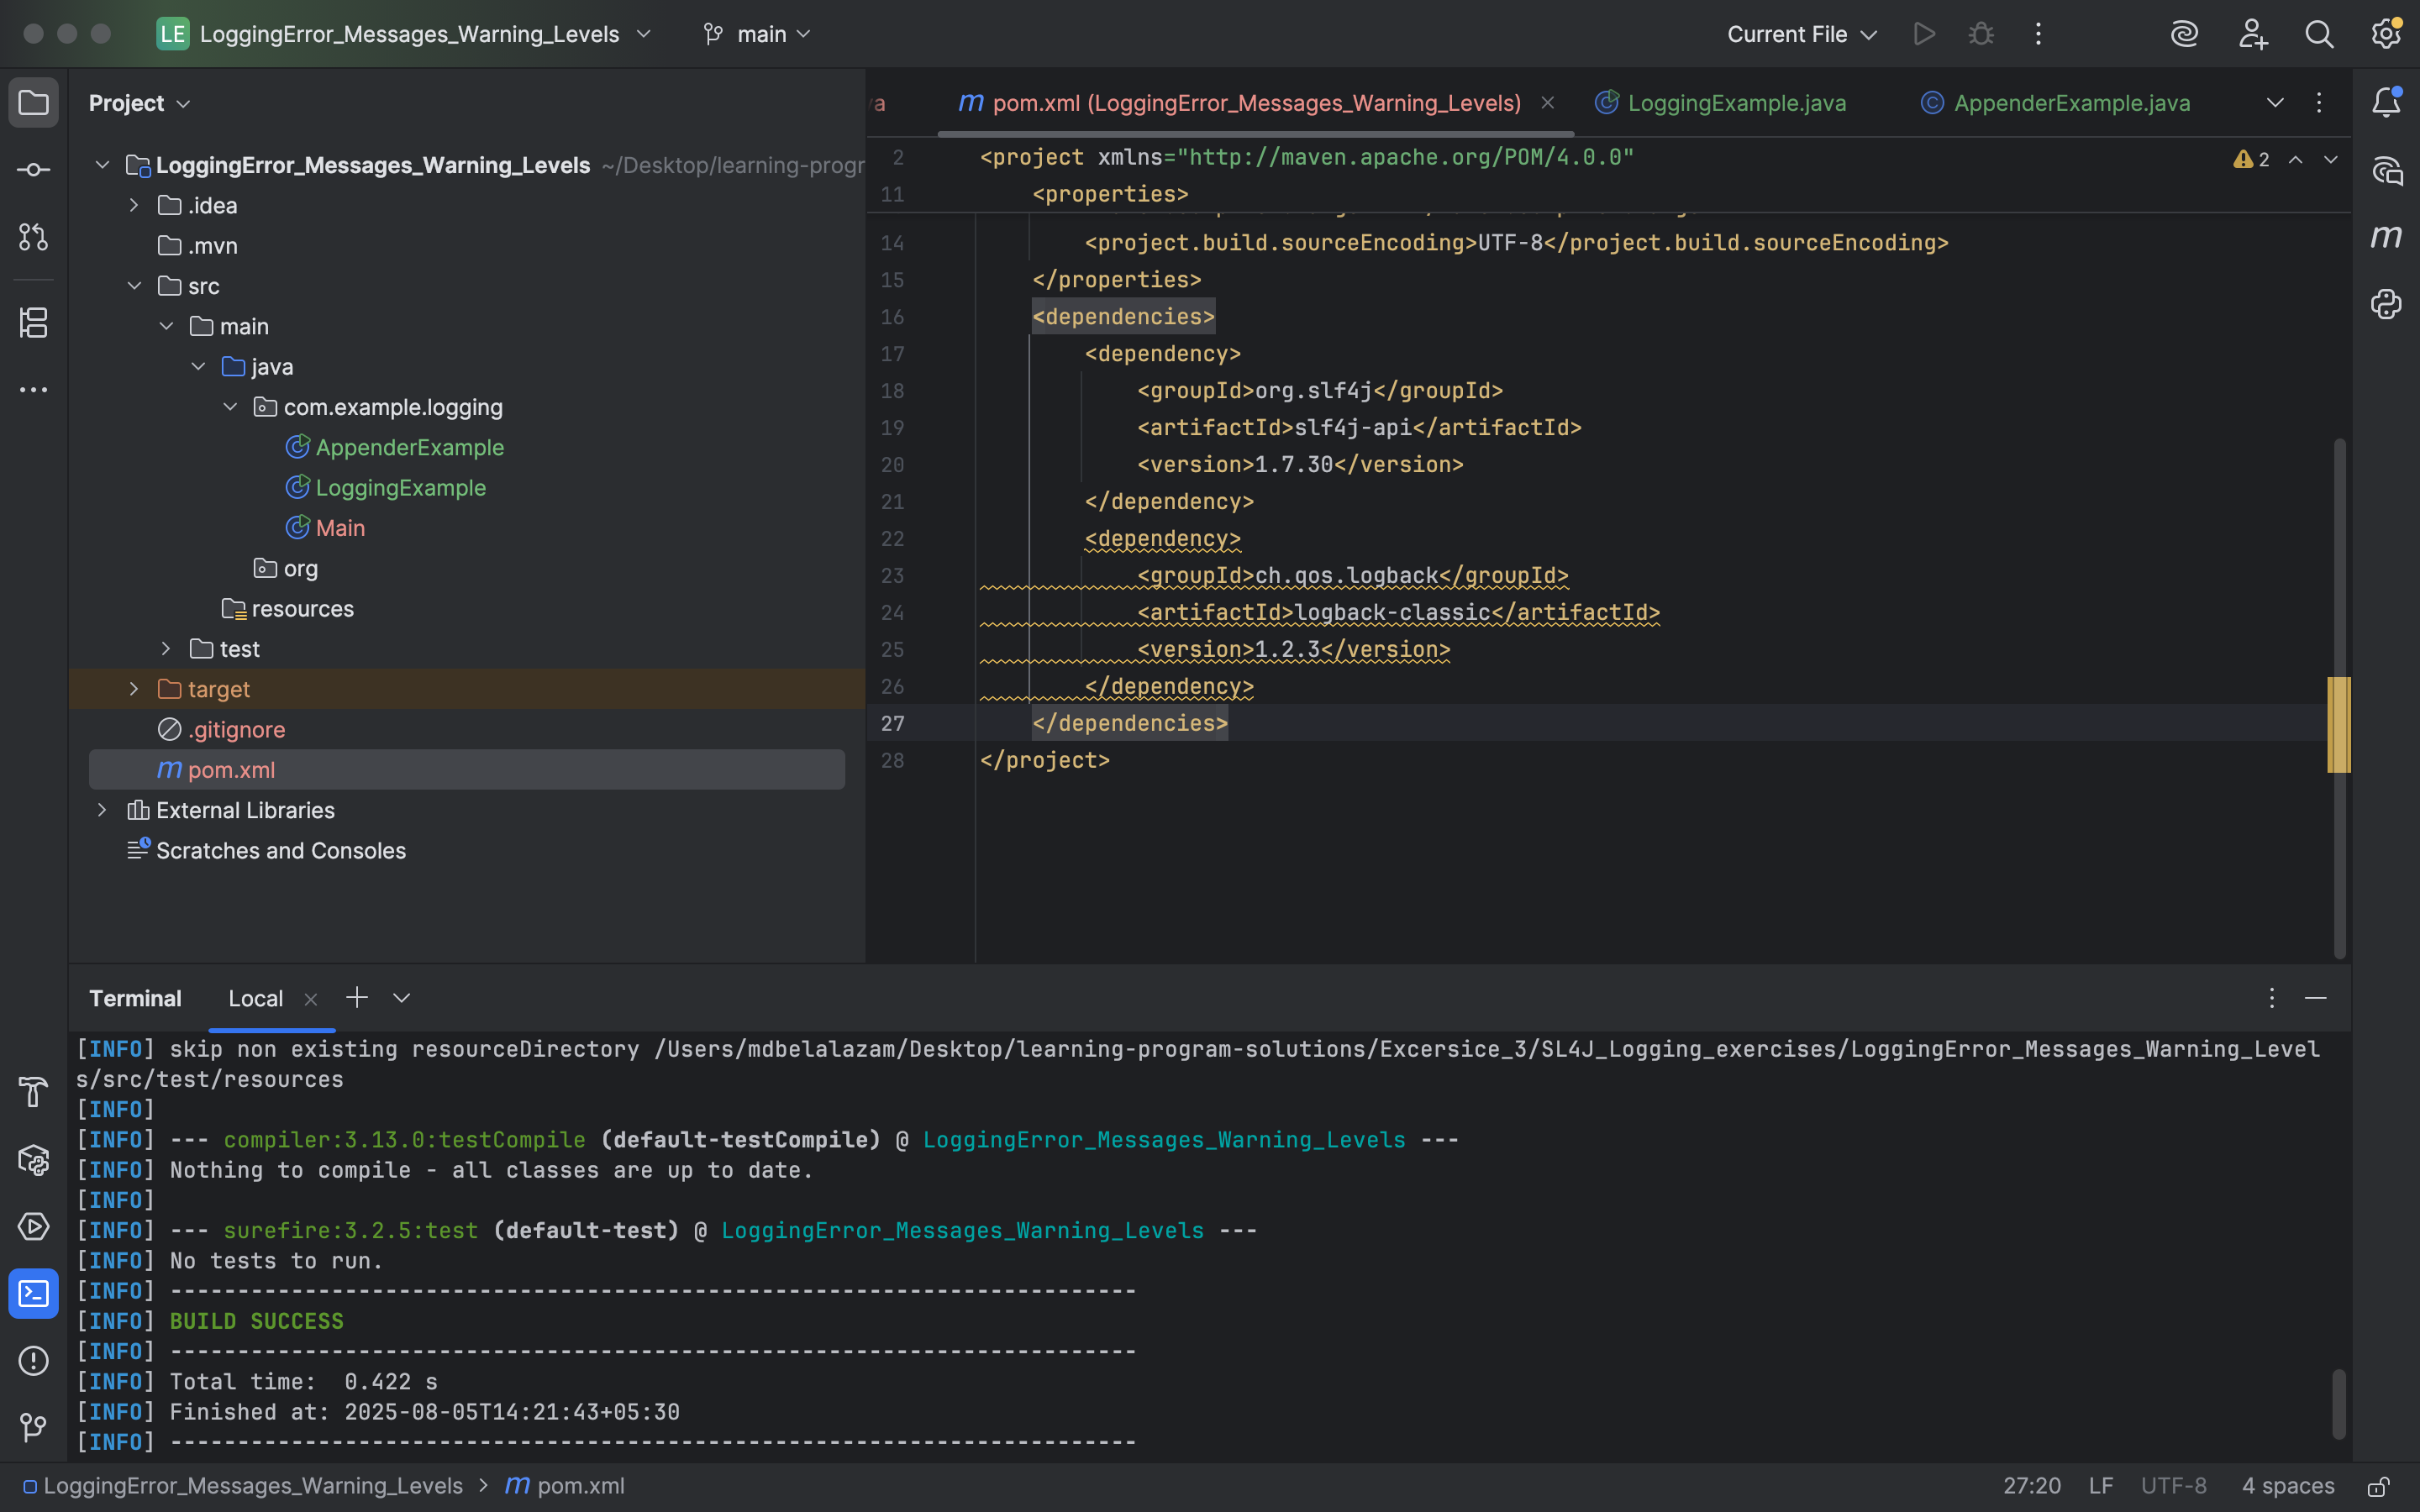 LE LoggingError_Messages_Warning_Levels main Current File
Project
LoggingError_Messages_Warning_Levels ~/Desktop/learning-progr
.idea
.mvn
src
main
java
com.example.logging
AppenderExample
LoggingExample
Main
org
resources
test
target
.gitignore
m pom.xml
External Libraries
Scratches and Consoles
m pom.xml (LoggingError_Messages_Warning_Levels) LoggingExample.java AppenderExample.java
2 <project xmlns="http://maven.apache.org/POM/4.0.0"
2
11 <properties>
14 <project.build.sourceEncoding>UTF-8</project.build.sourceEncoding>
15 </properties>
16 <dependencies>
17 <dependency>
18 <groupId>org.slf4j</groupId>
19 <artifactId>slf4j-api</artifactId>
20 <version>1.7.30</version>
21 </dependency>
22 <dependency>
23 <groupId>ch.qos.logback</groupId>
24 <artifactId>logback-classic</artifactId>
25 <version>1.2.3</version>
26 </dependency>
27 </dependencies>
28 </project>
Terminal Local
[INFO] skip non existing resourceDirectory /Users/mdbelalazam/Desktop/learning-program-solutions/Excersice_3/SL4J_Logging_exercises/LoggingError_Messages_Warning_Level
s/src/test/resources
[INFO]
[INFO] --- compiler:3.13.0:testCompile (default-testCompile) @ LoggingError_Messages_Warning_Levels ---
[INFO] Nothing to compile - all classes are up to date.
[INFO]
[INFO] --- surefire:3.2.5:test (default-test) @ LoggingError_Messages_Warning_Levels ---
[INFO] No tests to run.
[INFO] ------------------------------------------------------------------------
[INFO] BUILD SUCCESS
[INFO] ------------------------------------------------------------------------
[INFO] Total time:  0.422 s
[INFO] Finished at: 2025-08-05T14:21:43+05:30
[INFO] ------------------------------------------------------------------------
LoggingError_Messages_Warning_Levels > m pom.xml 27:20 LF UTF-8 4 spaces